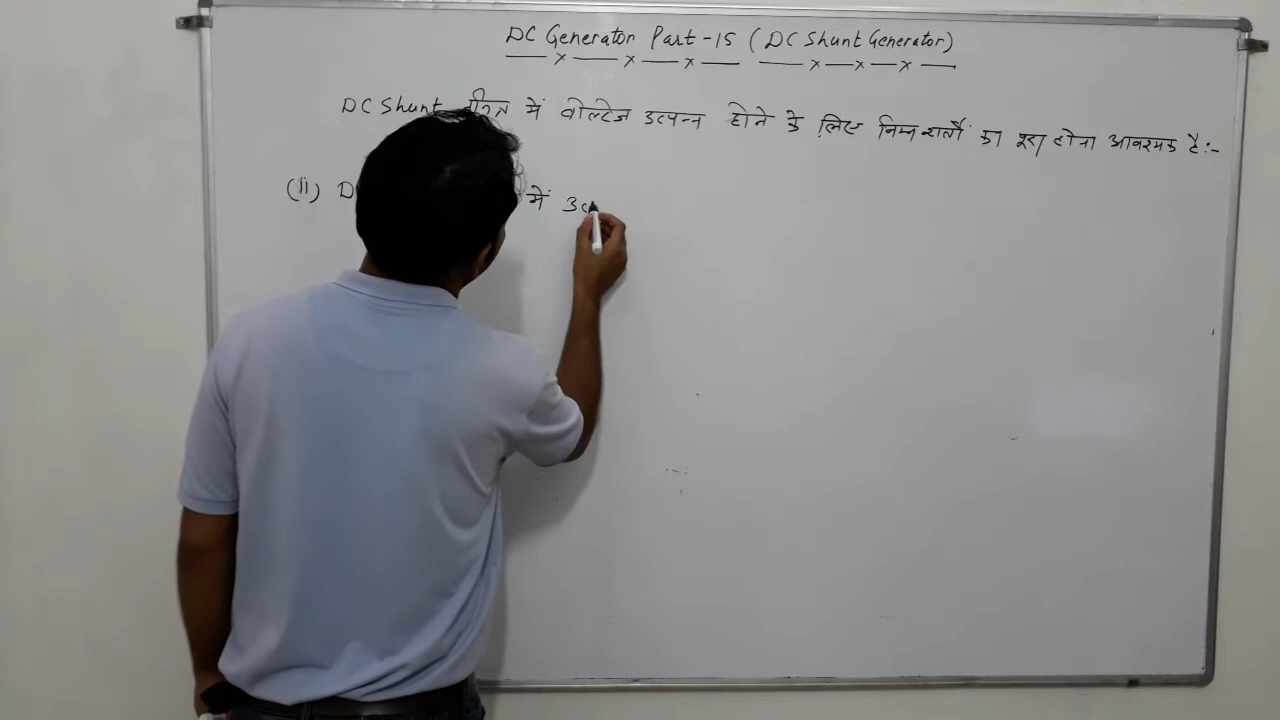 DC Generator Part-15 (DC Shunt Generator)
DC Shunt में वोल्टेज उत्पन्न होने के लिए निम्न शर्तों का पूरा होना आवश्यक है:-
(ii) D में